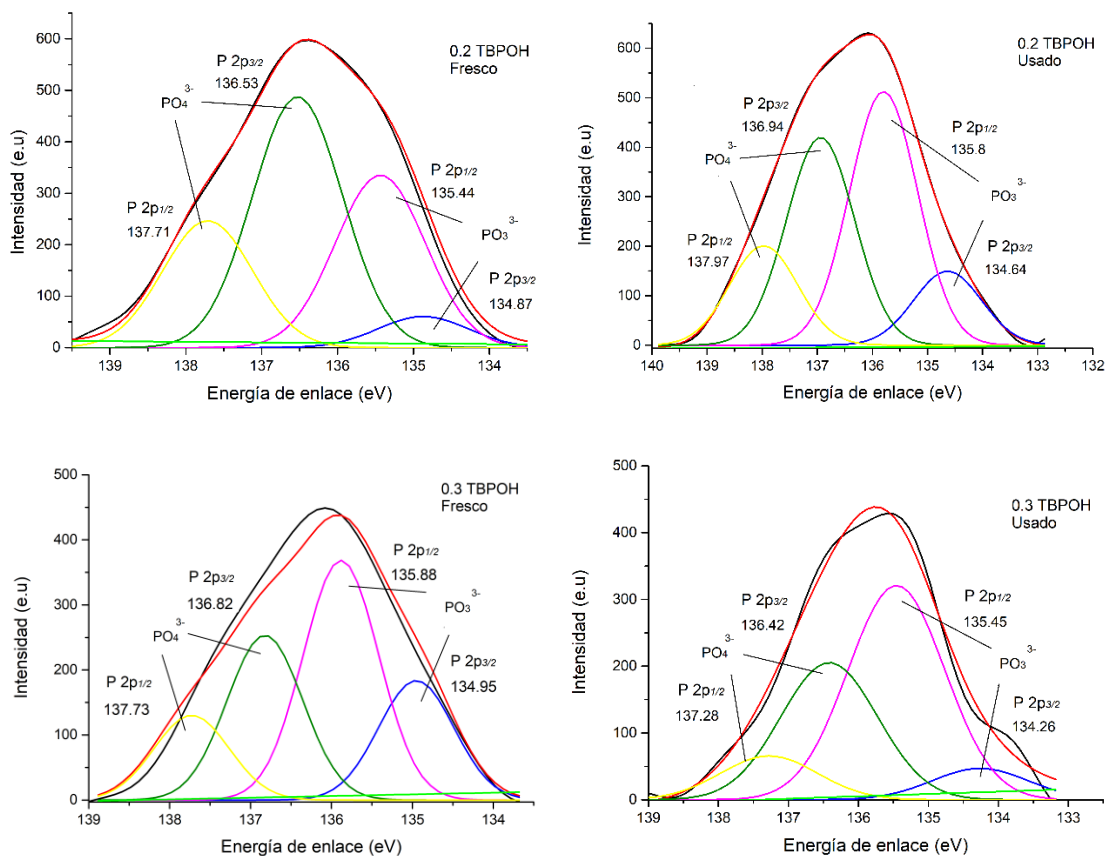 0.2 TBPOH
Fresco
P 2p3/2
136.53
PO4 3-
P 2p1/2
137.71
P 2p1/2
135.44
PO3 3-
P 2p3/2
134.87
Intensidad (e.u)
600
500
400
300
200
100
0
139 138 137 136 135 134
Energía de enlace (eV)
0.2 TBPOH
Usado
P 2p3/2
136.94
PO4 3-
P 2p1/2
137.97
P 2p1/2
135.8
PO3 3-
P 2p3/2
134.64
Intensidad (e.u)
600
500
400
300
200
100
0
140 139 138 137 136 135 134 133 132
Energía de enlace (eV)
0.3 TBPOH
Fresco
P 2p3/2
136.82
PO4 3-
P 2p1/2
137.73
P 2p1/2
135.88
PO3 3-
P 2p3/2
134.95
Intensidad (e.u)
500
400
300
200
100
0
139 138 137 136 135 134
Energía de enlace (eV)
0.3 TBPOH
Usado
P 2p3/2
136.42
PO4 3-
P 2p1/2
137.28
P 2p1/2
135.45
PO3 3-
P 2p3/2
134.26
Intensidad (e.u)
500
400
300
200
100
0
139 138 137 136 135 134 133
Energía de enlace (eV)